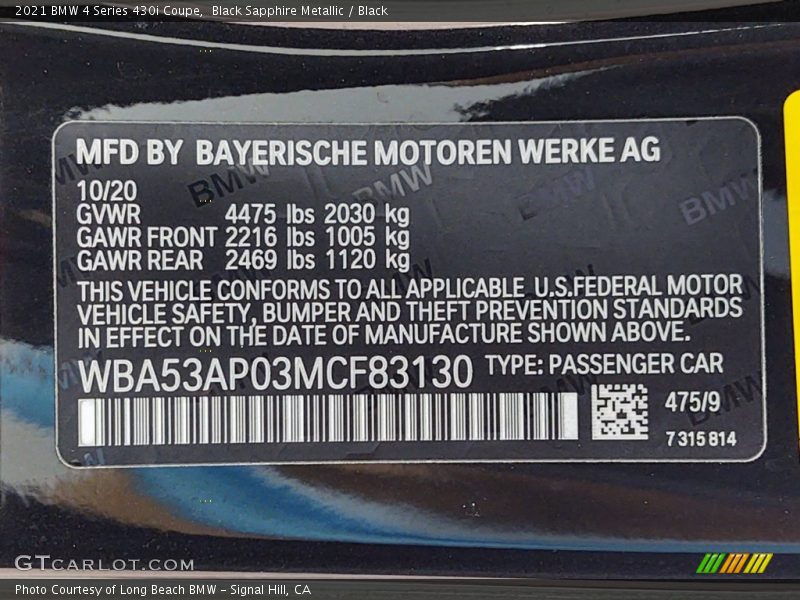 2021 BMW 4 Series 430i Coupe,  Black Sapphire Metallic / Black
MFD BY BAYERISCHE MOTOREN WERKE AG
10/20
GVWR 4475 lbs 2030 kg
GAWR FRONT 2216 lbs 1005 kg
GAWR REAR 2469 lbs 1120 kg
THIS VEHICLE CONFORMS TO ALL APPLICABLE U.S.FEDERAL MOTOR
VEHICLE SAFETY, BUMPER AND THEFT PREVENTION STANDARDS
IN EFFECT ON THE DATE OF MANUFACTURE SHOWN ABOVE.
WBA53AP03MCF83130 TYPE: PASSENGER CAR
475/9
7 315 814
BMW
BMW
BMW
BMW
GTCARLOT.COM
Photo Courtesy of Long Beach BMW - Signal Hill, CA